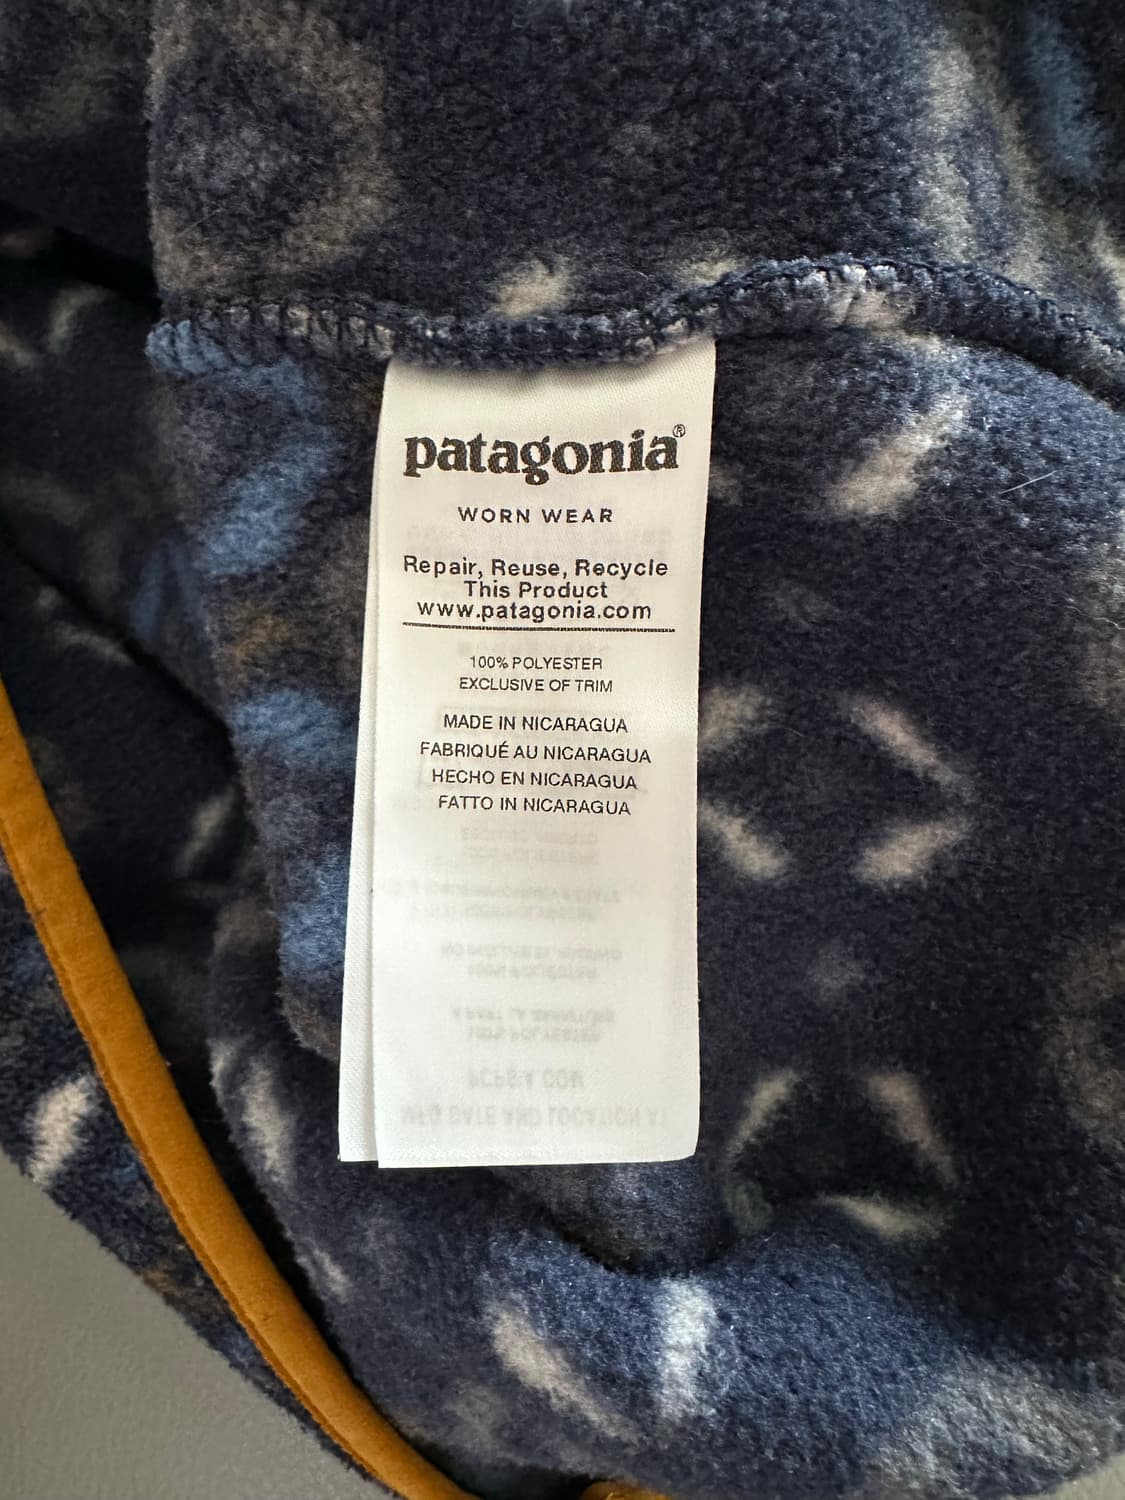 patagonia®
WORN WEAR
Repair, Reuse, Recycle
This Product
www.patagonia.com
100% POLYESTER
EXCLUSIVE OF TRIM
MADE IN NICARAGUA
FABRIQUÉ AU NICARAGUA
HECHO EN NICARAGUA
FATTO IN NICARAGUA